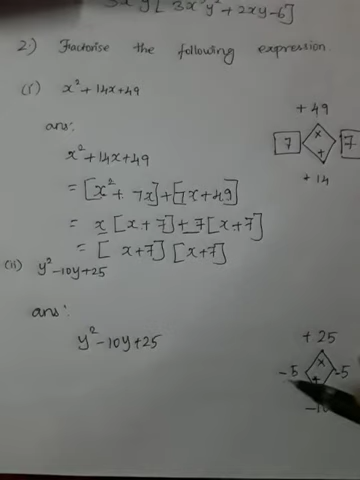 3x y [ 3x²y² + 2xy - 6 ]
2.) Factorise the following expression
(i) x² + 14x + 49
+ 49
ans:
7 × + 7
x² + 14x + 49
+ 14
= [x² + 7x] + [7x + 49]
= x [x + 7] + 7 [x + 7]
= [ x + 7 ] [x + 7]
(ii) y² - 10y + 25
ans:
y² - 10y + 25
+ 25
- 5 × + - 5